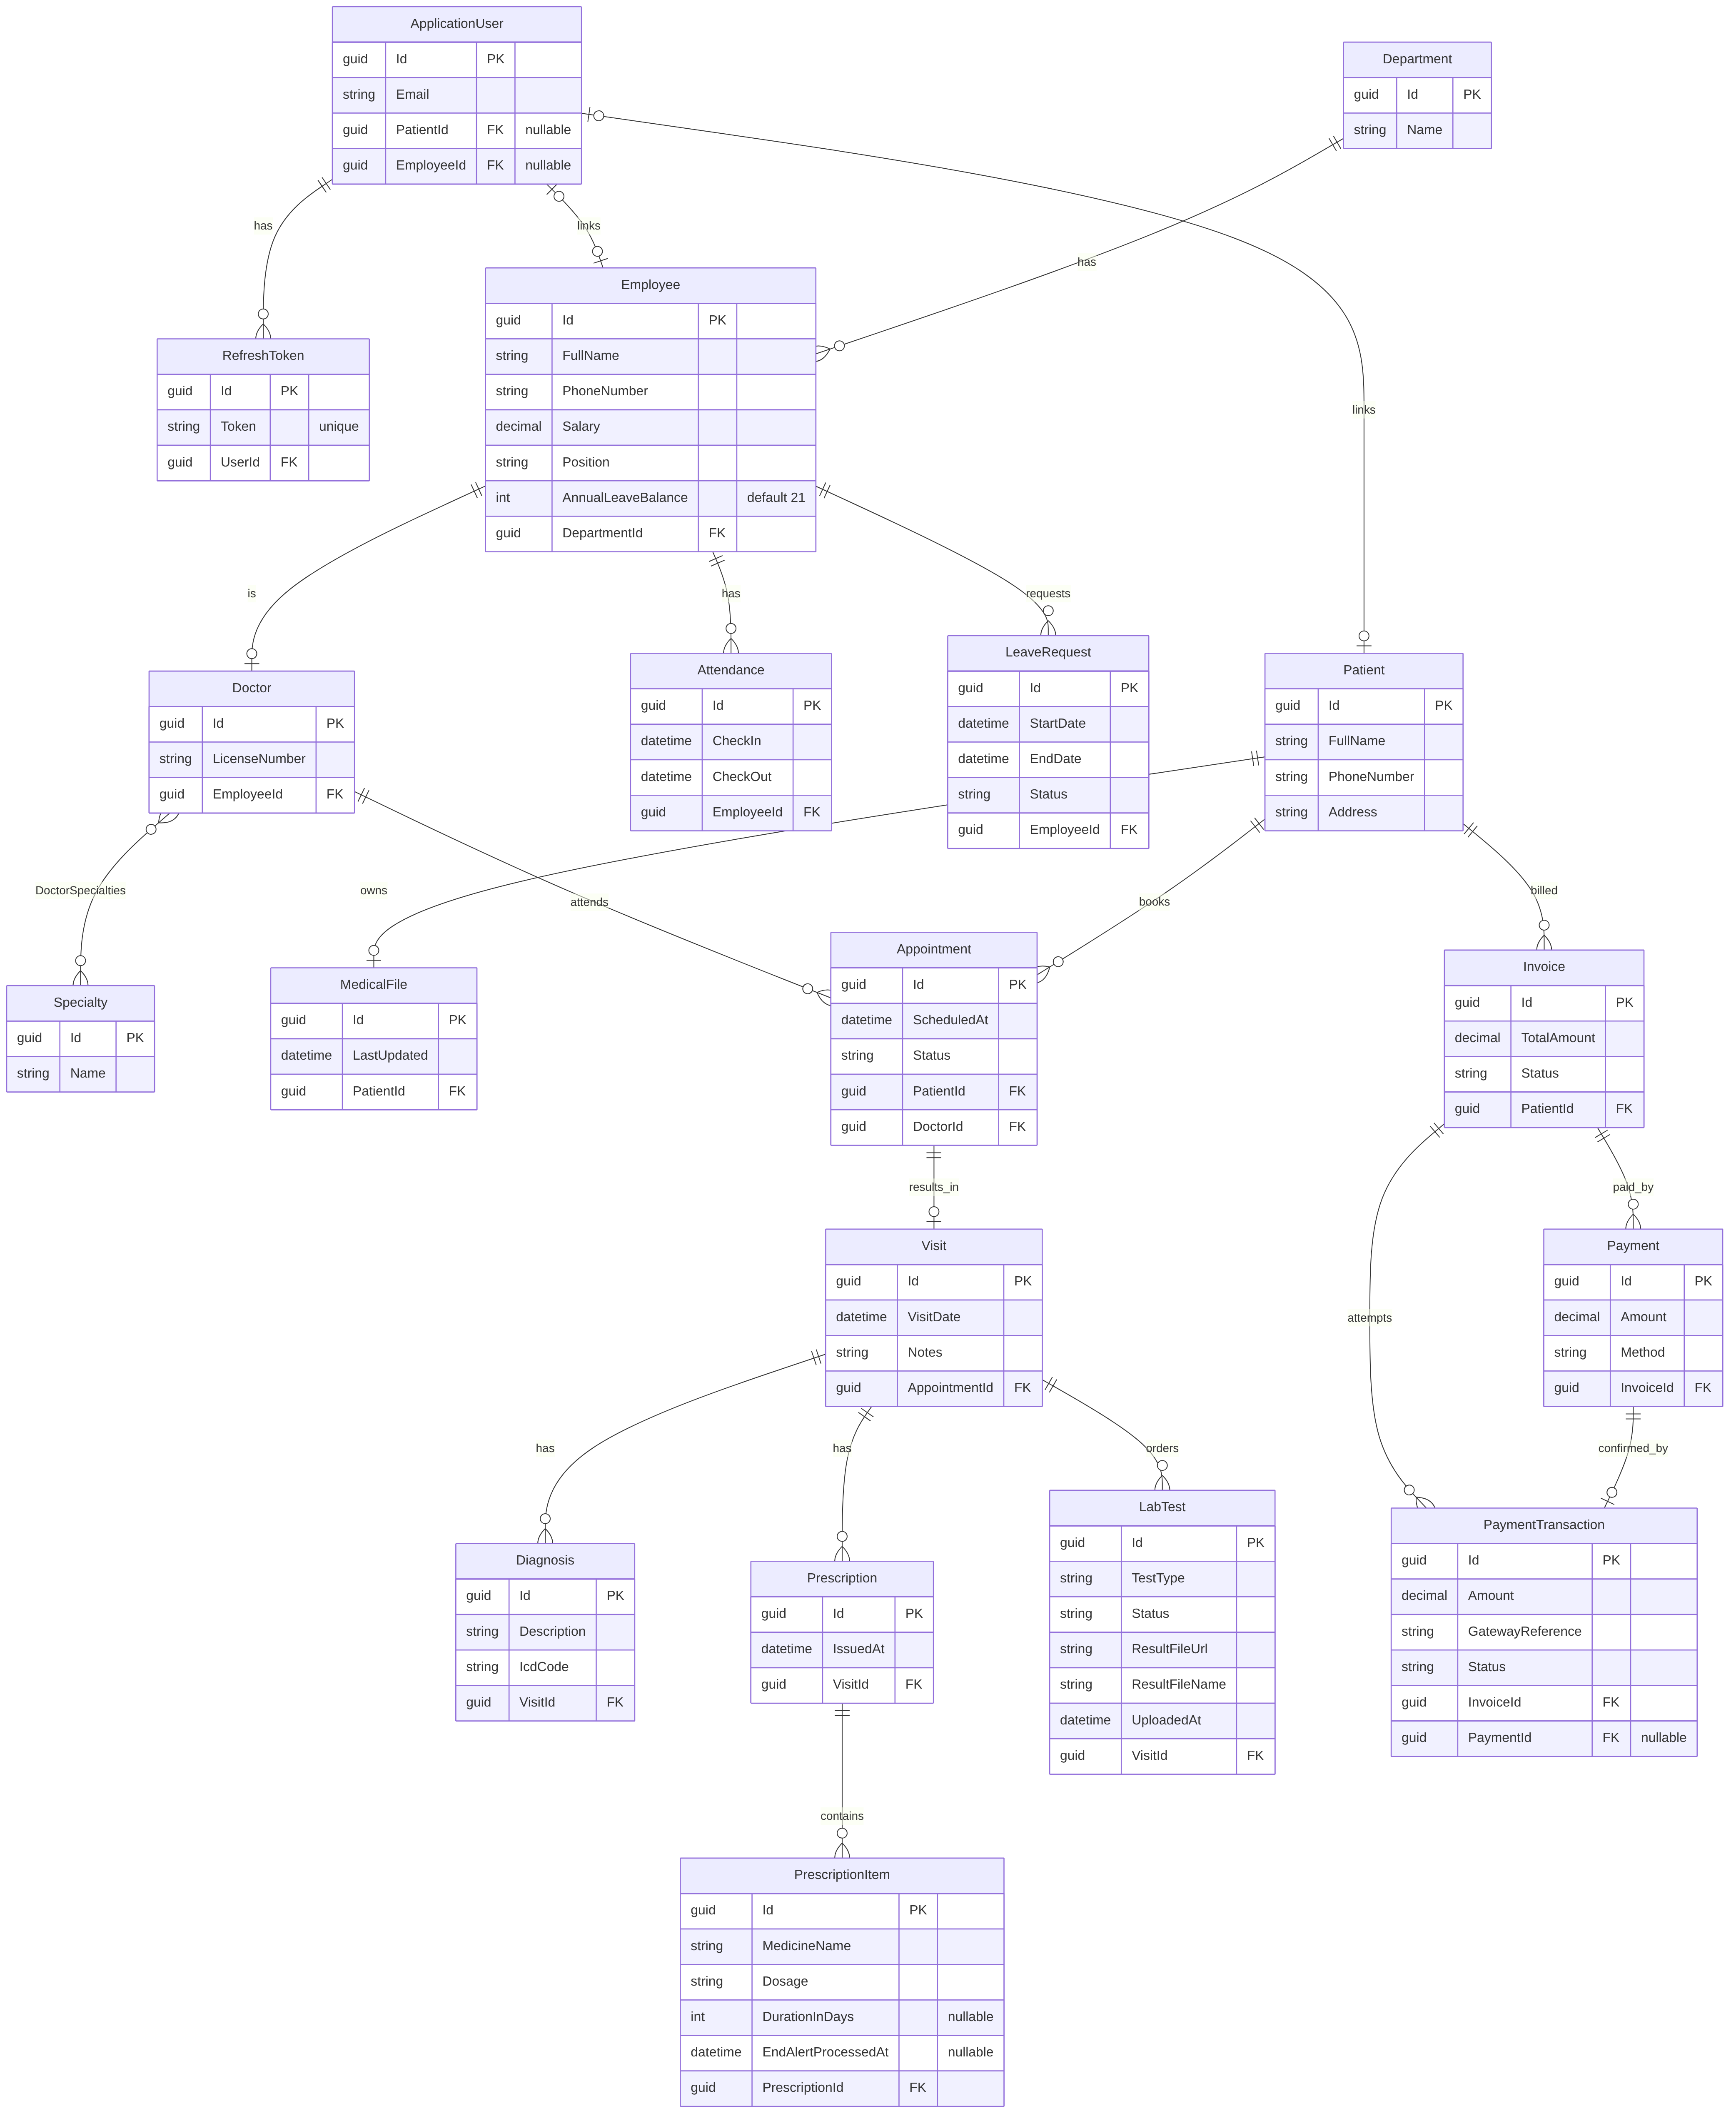 ApplicationUser
guid Id PK
string Email
guid PatientId FK nullable
guid EmployeeId FK nullable
Department
guid Id PK
string Name
has
links
has
links
RefreshToken
guid Id PK
string Token unique
guid UserId FK
Employee
guid Id PK
string FullName
string PhoneNumber
decimal Salary
string Position
int AnnualLeaveBalance default 21
guid DepartmentId FK
is
has
requests
Doctor
guid Id PK
string LicenseNumber
guid EmployeeId FK
Attendance
guid Id PK
datetime CheckIn
datetime CheckOut
guid EmployeeId FK
LeaveRequest
guid Id PK
datetime StartDate
datetime EndDate
string Status
guid EmployeeId FK
Patient
guid Id PK
string FullName
string PhoneNumber
string Address
DoctorSpecialties
owns
attends
books
billed
Specialty
guid Id PK
string Name
MedicalFile
guid Id PK
datetime LastUpdated
guid PatientId FK
Appointment
guid Id PK
datetime ScheduledAt
string Status
guid PatientId FK
guid DoctorId FK
Invoice
guid Id PK
decimal TotalAmount
string Status
guid PatientId FK
results_in
paid_by
Visit
guid Id PK
datetime VisitDate
string Notes
guid AppointmentId FK
attempts
Payment
guid Id PK
decimal Amount
string Method
guid InvoiceId FK
has
has
orders
confirmed_by
Diagnosis
guid Id PK
string Description
string IcdCode
guid VisitId FK
Prescription
guid Id PK
datetime IssuedAt
guid VisitId FK
LabTest
guid Id PK
string TestType
string Status
string ResultFileUrl
string ResultFileName
datetime UploadedAt
guid VisitId FK
PaymentTransaction
guid Id PK
decimal Amount
string GatewayReference
string Status
guid InvoiceId FK
guid PaymentId FK nullable
contains
PrescriptionItem
guid Id PK
string MedicineName
string Dosage
int DurationInDays nullable
datetime EndAlertProcessedAt nullable
guid PrescriptionId FK